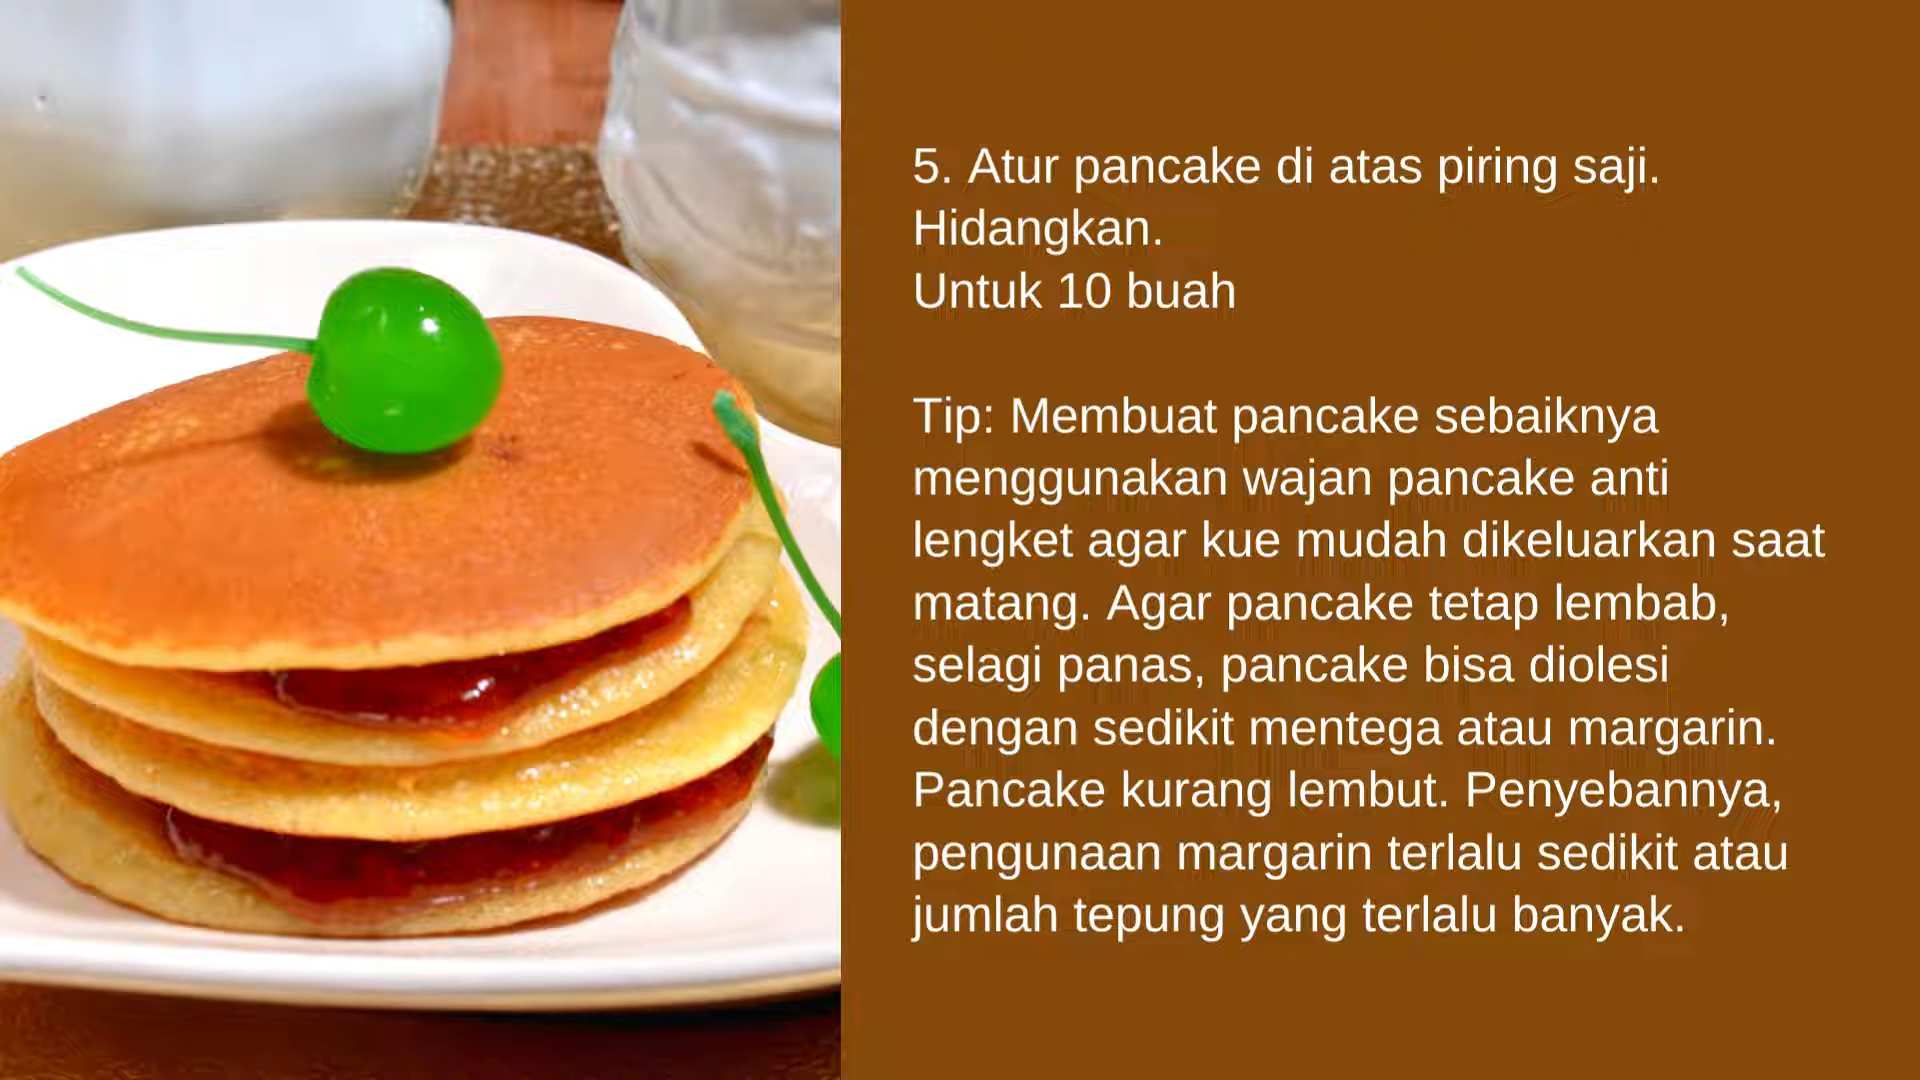 5. Atur pancake di atas piring saji.
Hidangkan.
Untuk 10 buah
Tip: Membuat pancake sebaiknya
menggunakan wajan pancake anti
lengket agar kue mudah dikeluarkan saat
matang. Agar pancake tetap lembab,
selagi panas, pancake bisa diolesi
dengan sedikit mentega atau margarin.
Pancake kurang lembut. Penyebannya,
pengunaan margarin terlalu sedikit atau
jumlah tepung yang terlalu banyak.